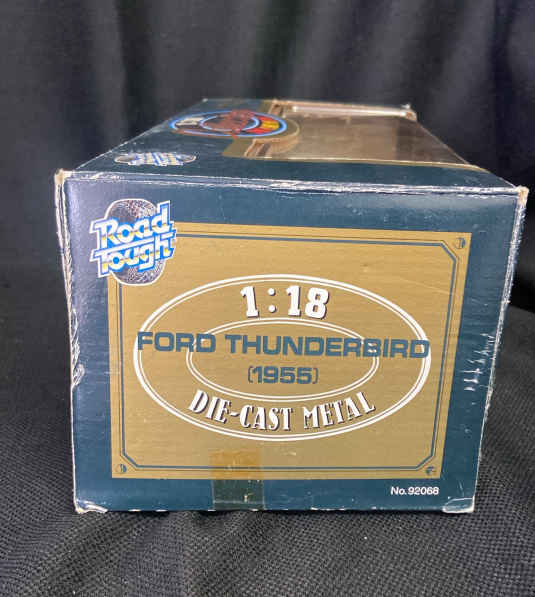 Road
Tough
1:18
FORD THUNDERBIRD
(1955)
DIE-CAST METAL
No. 92068